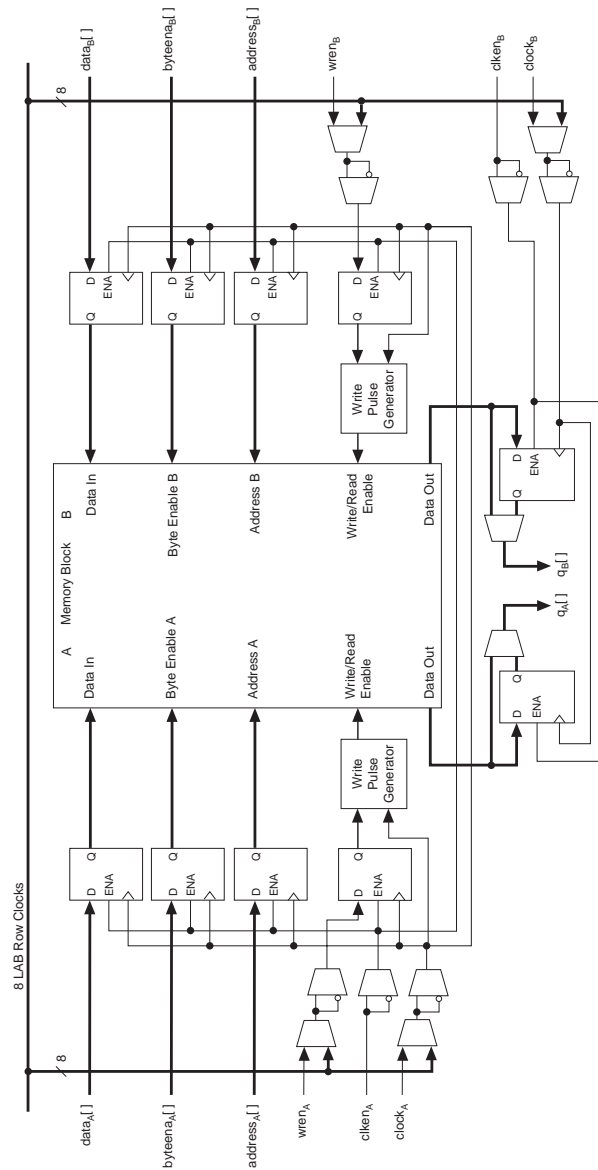 8 LAB Row Clocks
8
data_A[ ]
byteena_A[ ]
address_A[ ]
wren_A
clken_A
clock_A
D
Q
ENA
D
Q
ENA
D
Q
ENA
D
Q
ENA
Write
Pulse
Generator
A
Memory Block
B
Data In
Byte Enable A
Address A
Write/Read
Enable
Data Out
Data In
Byte Enable B
Address B
Write/Read
Enable
Data Out
Write
Pulse
Generator
Q
D
ENA
Q
D
ENA
Q
D
ENA
Q
D
ENA
8
data_B[ ]
byteena_B[ ]
address_B[ ]
wren_B
clken_B
clock_B
D
Q
ENA
q_A[ ]
q_B[ ]
D
Q
ENA